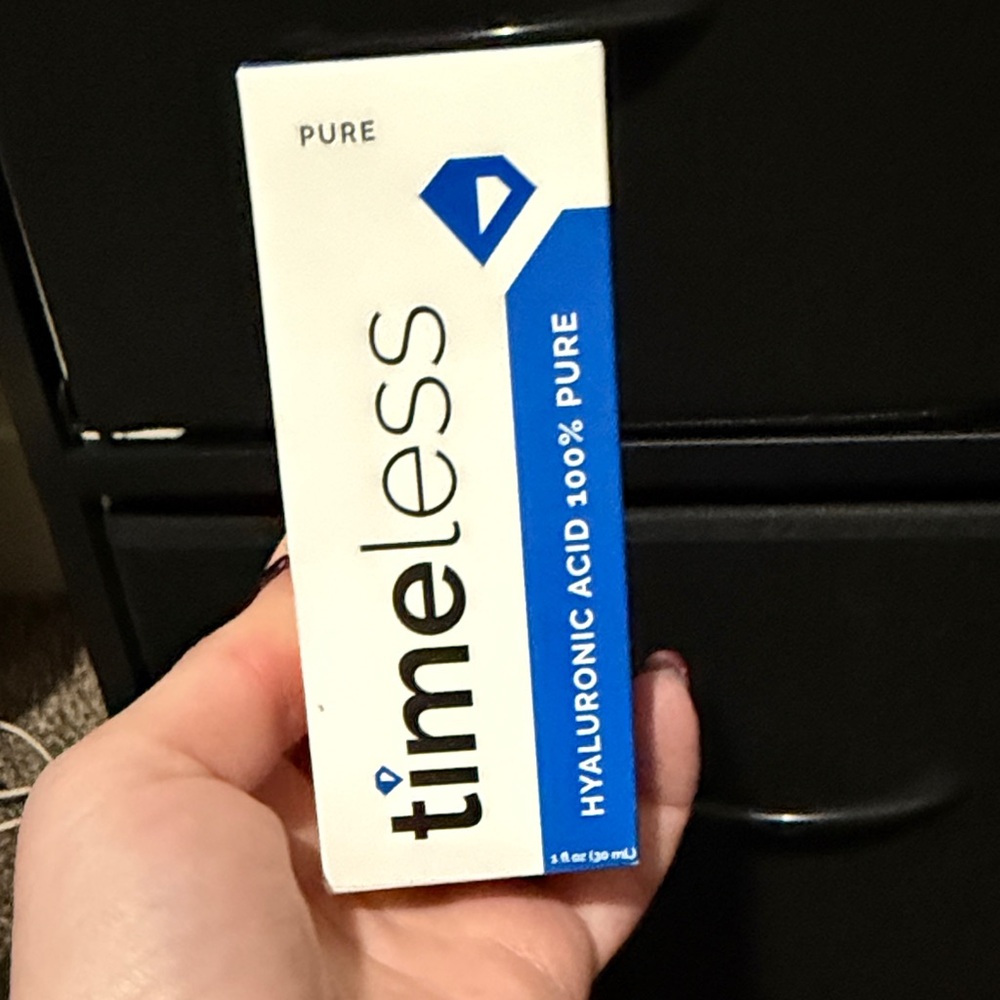 PURE
timeless
HYALURONIC ACID 100% PURE
1 fl oz (30 mL)